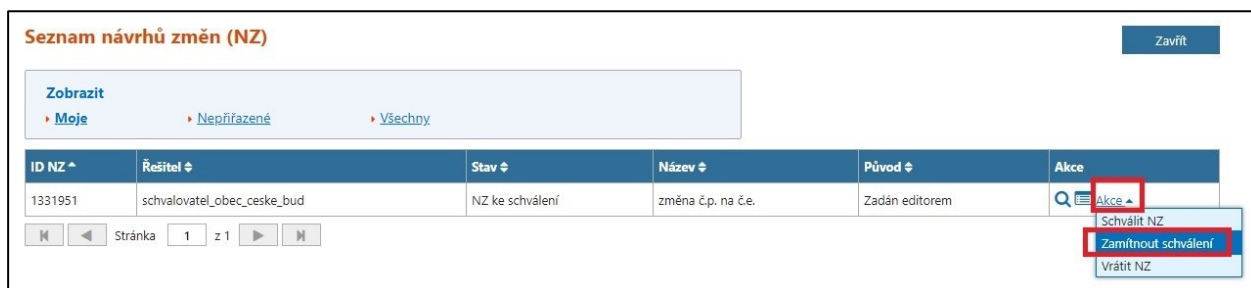 Seznam návrhů změn (NZ)
Zavřít
Zobrazit
Moje Nepřiřazené Všechny
ID NZ Řešitel Stav Název Původ Akce
1331951 schvalovatel_obec_ceske_bud NZ ke schválení změna č.p. na č.e. Zadán editorem Akce
Schválit NZ
Stránka 1 z 1
Zamítnout schválení
Vrátit NZ